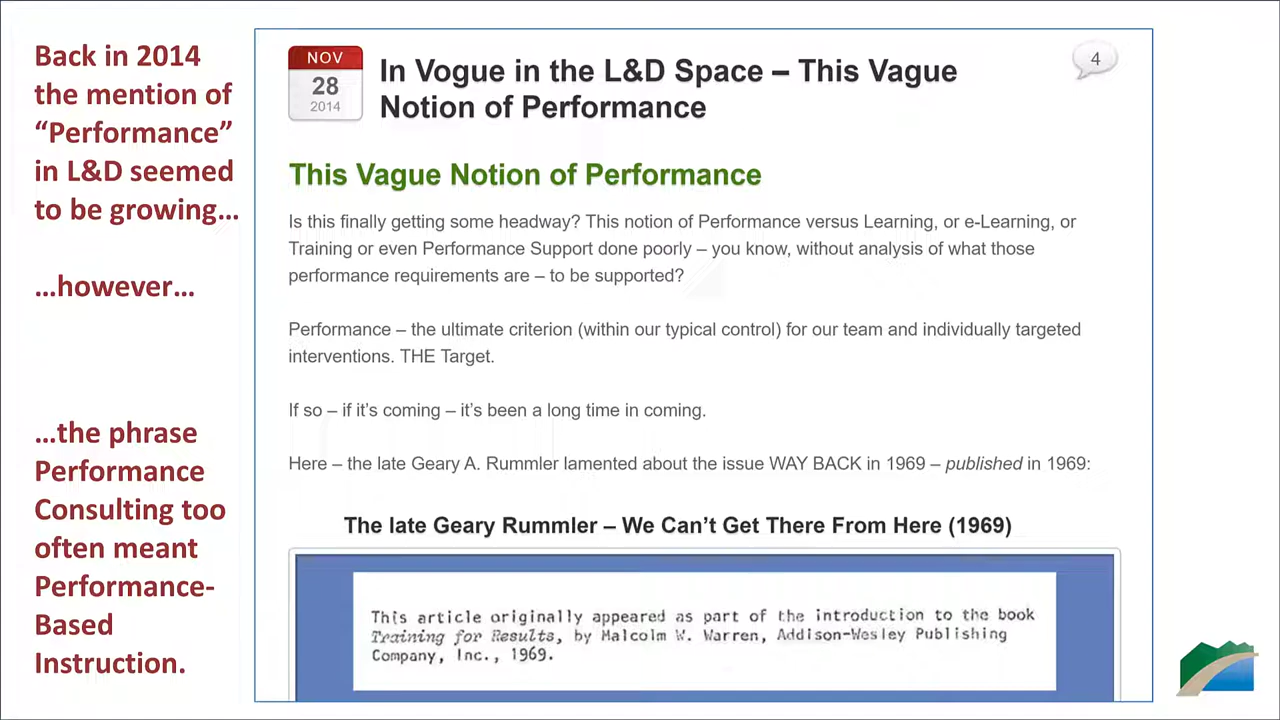 Back in 2014
the mention of
“Performance”
in L&D seemed
to be growing…
…however…
…the phrase
Performance
Consulting too
often meant
Performance-
Based
Instruction.
NOV
28
2014
In Vogue in the L&D Space – This Vague
Notion of Performance
4
This Vague Notion of Performance
Is this finally getting some headway? This notion of Performance versus Learning, or e-Learning, or
Training or even Performance Support done poorly – you know, without analysis of what those
performance requirements are – to be supported?
Performance – the ultimate criterion (within our typical control) for our team and individually targeted
interventions. THE Target.
If so – if it’s coming – it’s been a long time in coming.
Here – the late Geary A. Rummler lamented about the issue WAY BACK in 1969 – published in 1969:
The late Geary Rummler – We Can’t Get There From Here (1969)
This article originally appeared as part of the introduction to the book
Training for Results, by Malcolm W. Warren, Addison-Wesley Publishing
Company, Inc., 1969.